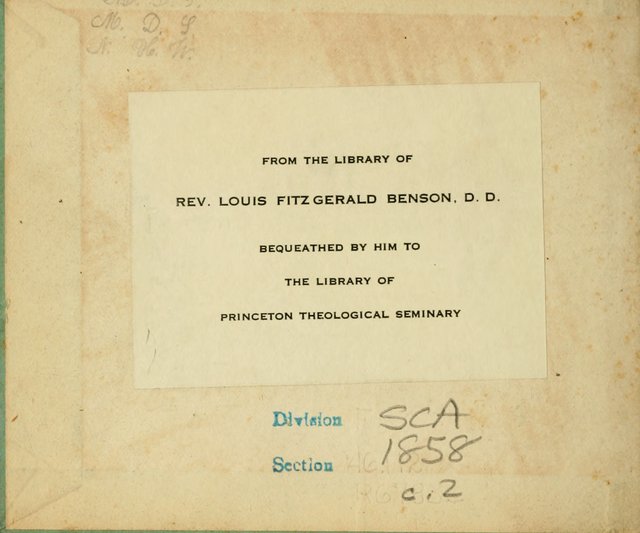 M. D. S
N. H. W.
FROM THE LIBRARY OF
REV. LOUIS FITZGERALD BENSON, D. D.
BEQUEATHED BY HIM TO
THE LIBRARY OF
PRINCETON THEOLOGICAL SEMINARY
Division SCA
1858
Section
c.2